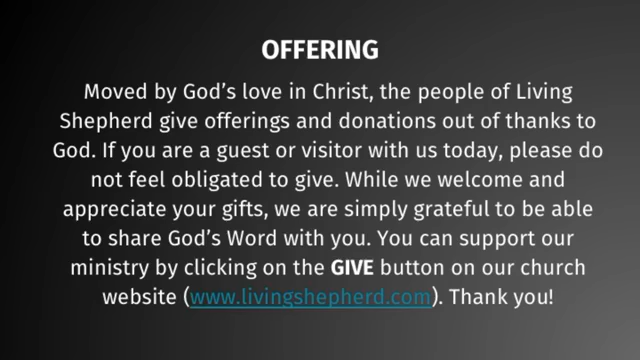 OFFERING
Moved by God’s love in Christ, the people of Living
Shepherd give offerings and donations out of thanks to
God. If you are a guest or visitor with us today, please do
not feel obligated to give. While we welcome and
appreciate your gifts, we are simply grateful to be able
to share God’s Word with you. You can support our
ministry by clicking on the GIVE button on our church
website (www.livingshepherd.com). Thank you!